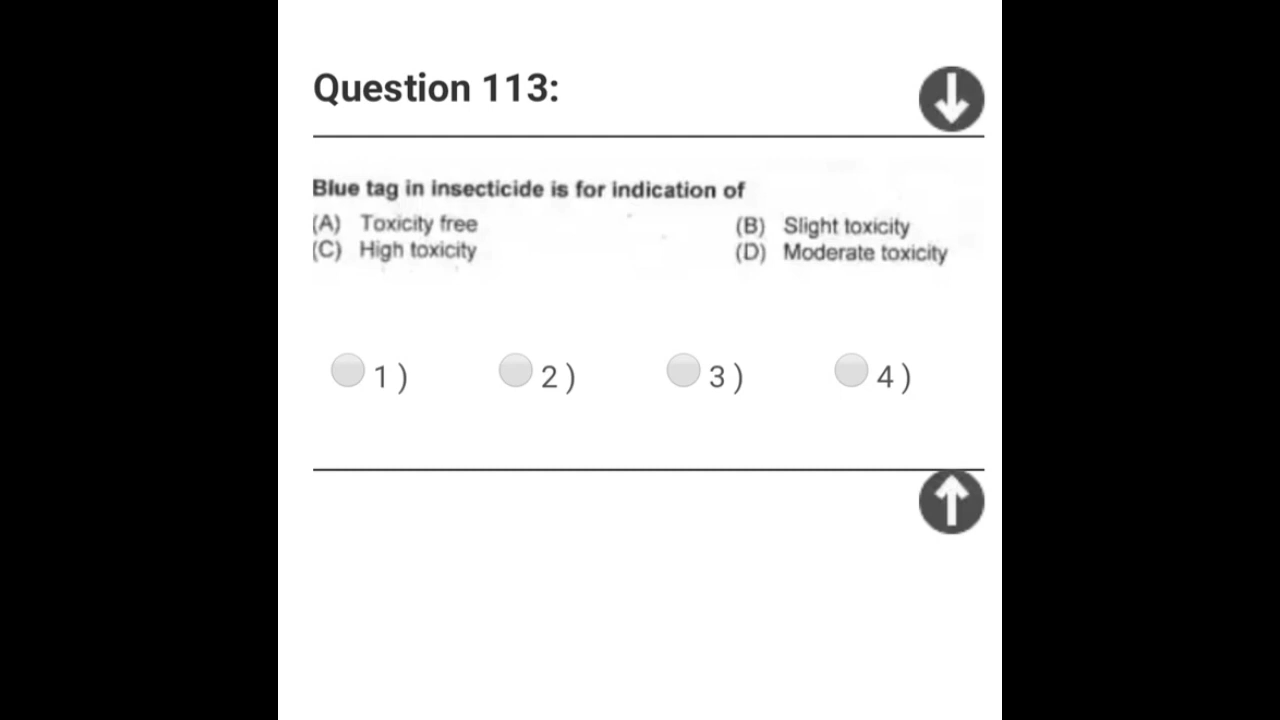 Question 113:
Blue tag in insecticide is for indication of
(A) Toxicity free (B) Slight toxicity
(C) High toxicity (D) Moderate toxicity
1 ) 2 ) 3 ) 4 )